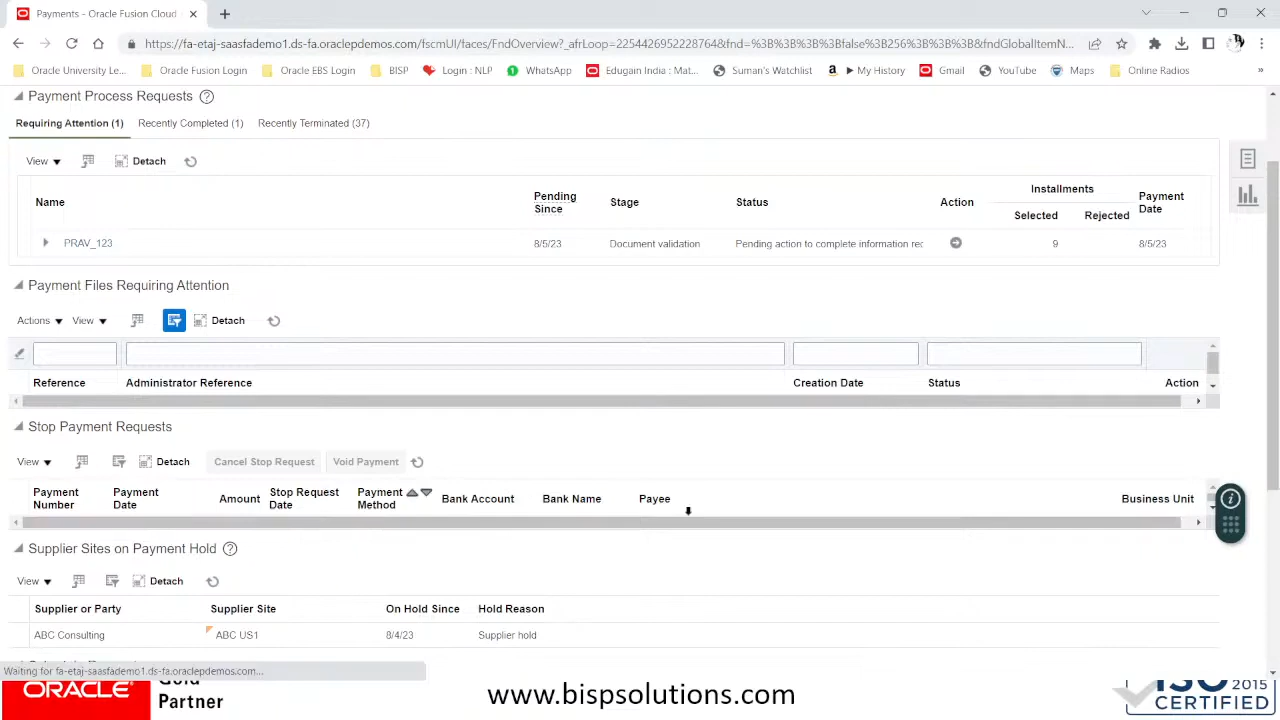 Payments - Oracle Fusion Cloud
https://fa-etaj-saasfademo1.ds-fa.oraclepdemos.com/fscmUI/faces/FndOverview?_afrLoop=2254426952228764&fnd=%3B%3B%3B%3Bfalse%3B256%3B%3B%3B&fndGlobalItemN...
Oracle University Le... Oracle Fusion Login Oracle EBS Login BISP Login : NLP WhatsApp Edugain India : Mat... Suman's Watchlist ▶ My History Gmail YouTube Maps Online Radios »
Payment Process Requests
Requiring Attention (1) Recently Completed (1) Recently Terminated (37)
View Detach
Name Pending Since Stage Status Action Installments Selected Rejected Payment Date
PRAV_123 8/5/23 Document validation Pending action to complete information rec 9 8/5/23
Payment Files Requiring Attention
Actions View Detach
Reference Administrator Reference Creation Date Status Action
Stop Payment Requests
View Detach Cancel Stop Request Void Payment
Payment Number Payment Date Amount Stop Request Date Payment Method Bank Account Bank Name Payee Business Unit
Supplier Sites on Payment Hold
View Detach
Supplier or Party Supplier Site On Hold Since Hold Reason
ABC Consulting ABC US1 8/4/23 Supplier hold
Waiting for fa-etaj-saasfademo1.ds-fa.oraclepdemos.com...
ORACLE Gold Partner
www.bispsolutions.com
ISO 2015
CERTIFIED